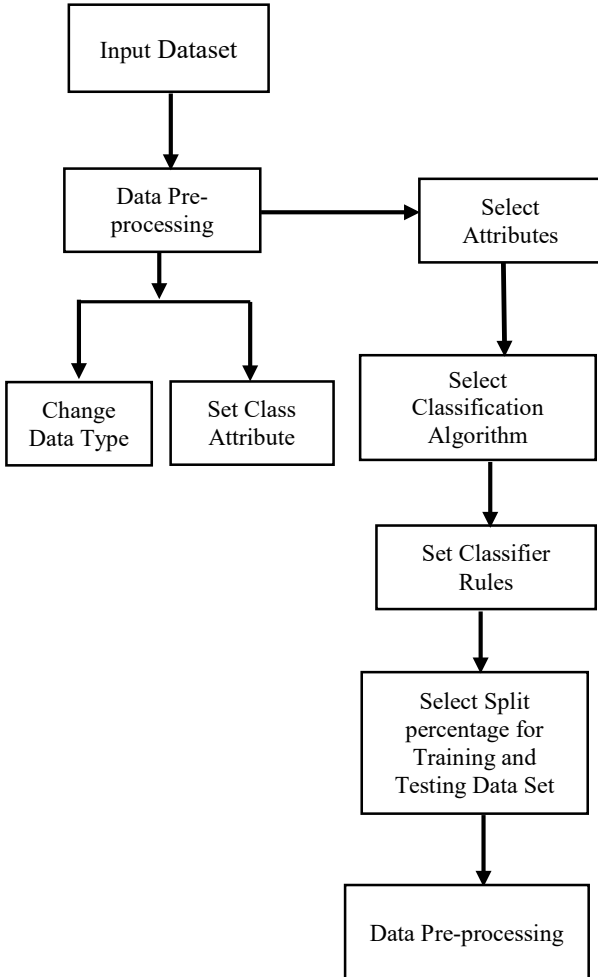 Input Dataset
Data Pre-
processing
Select
Attributes
Change
Data Type
Set Class
Attribute
Select
Classification
Algorithm
Set Classifier
Rules
Select Split
percentage for
Training and
Testing Data Set
Data Pre-processing